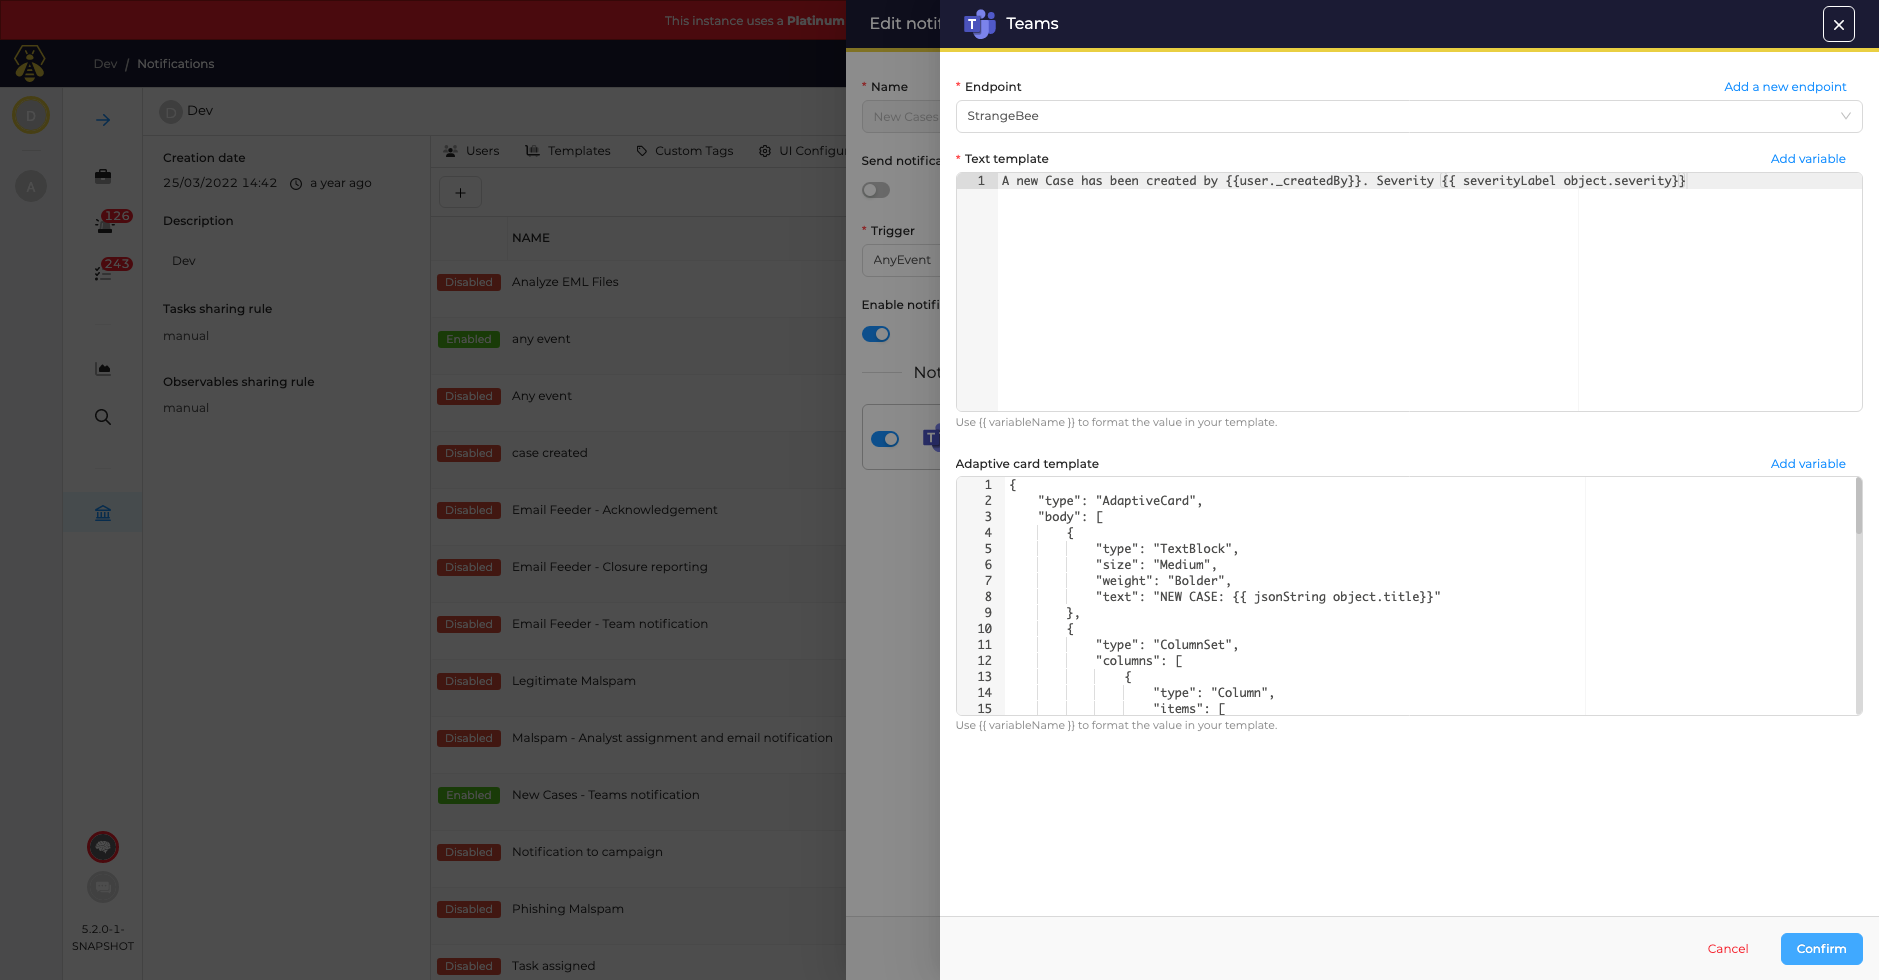 This instance uses a Platinum
Dev / Notifications
D
A
126
243
5.2.0-1-
SNAPSHOT
D Dev
Creation date
25/03/2022 14:42 a year ago
Description
Dev
Tasks sharing rule
manual
Observables sharing rule
manual
Users Templates Custom Tags UI Configur
+
NAME
Disabled Analyze EML Files
Enabled any event
Disabled Any event
Disabled case created
Disabled Email Feeder - Acknowledgement
Disabled Email Feeder - Closure reporting
Disabled Email Feeder - Team notification
Disabled Legitimate Malspam
Disabled Malspam - Analyst assignment and email notification
Enabled New Cases - Teams notification
Disabled Notification to campaign
Disabled Phishing Malspam
Disabled Task assigned
Edit notif
* Name
New Cases
Send notifica
* Trigger
AnyEvent
Enable notifi
Not
T
T Teams
* Endpoint Add a new endpoint
StrangeBee
* Text template Add variable
1 A new Case has been created by {{user._createdBy}}. Severity {{ severityLabel object.severity}}
Use {{ variableName }} to format the value in your template.
Adaptive card template Add variable
1 {
2 "type": "AdaptiveCard",
3 "body": [
4 {
5 "type": "TextBlock",
6 "size": "Medium",
7 "weight": "Bolder",
8 "text": "NEW CASE: {{ jsonString object.title}}"
9 },
10 {
11 "type": "ColumnSet",
12 "columns": [
13 {
14 "type": "Column",
15 "items": [
Use {{ variableName }} to format the value in your template.
Cancel Confirm